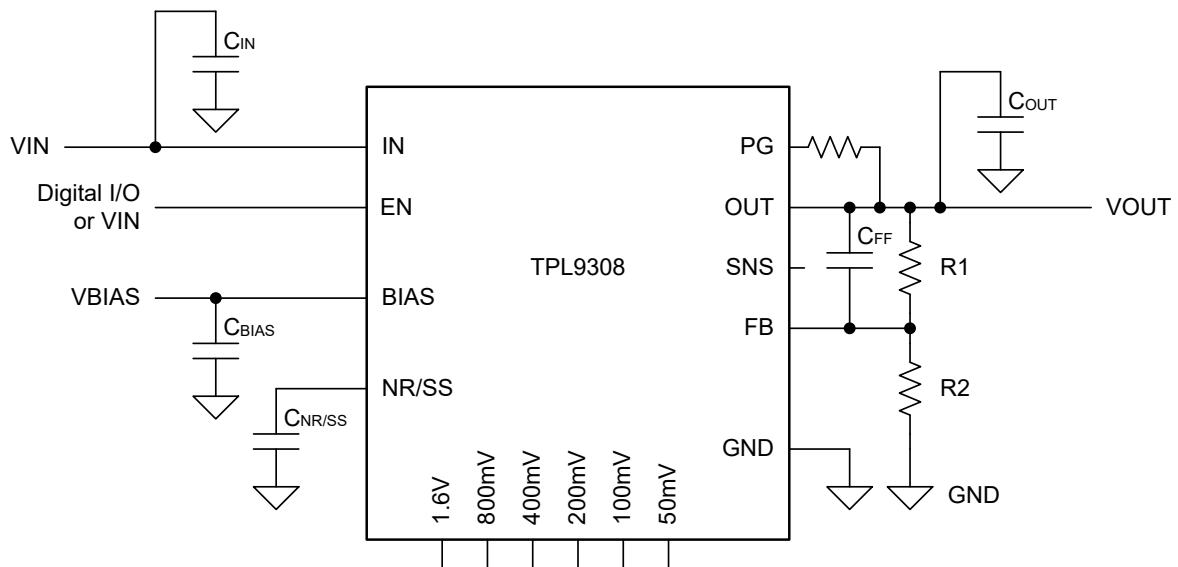 CIN
COUT
VIN
IN
PG
Digital I/O
or VIN
EN
OUT
VOUT
CFF
TPL9308
SNS
R1
VBIAS
BIAS
FB
CBIAS
NR/SS
R2
CNR/SS
GND
GND
1.6V
800mV
400mV
200mV
100mV
50mV